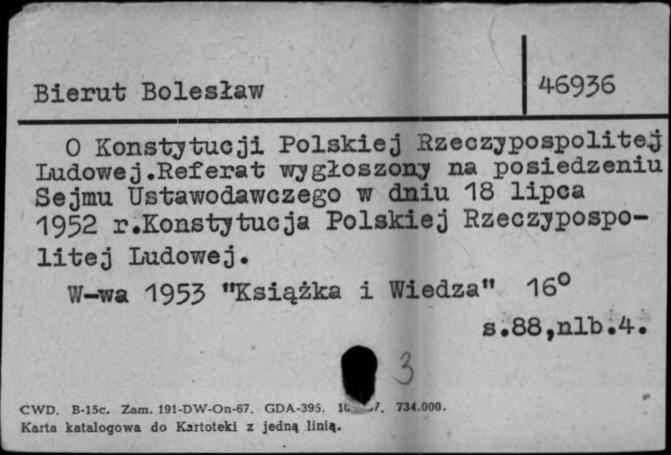 Bierut Bolesław
46936
O Konstytucji Polskiej Rzeczypospolitej
Ludowej.Referat wygłoszony na posiedzeniu
Sejmu Ustawodawczego w dniu 18 lipca
1952 r.Konstytucja Polskiej Rzeczypospo-
litej Ludowej.
W-wa 1953 "Książka i Wiedza" 16°
s.88,nlb.4.
3
CWD. B-15c. Zam. 191-DW-On-67. GDA-395. 734.000.
Karta katalogowa do Kartoteki z jedną linią.